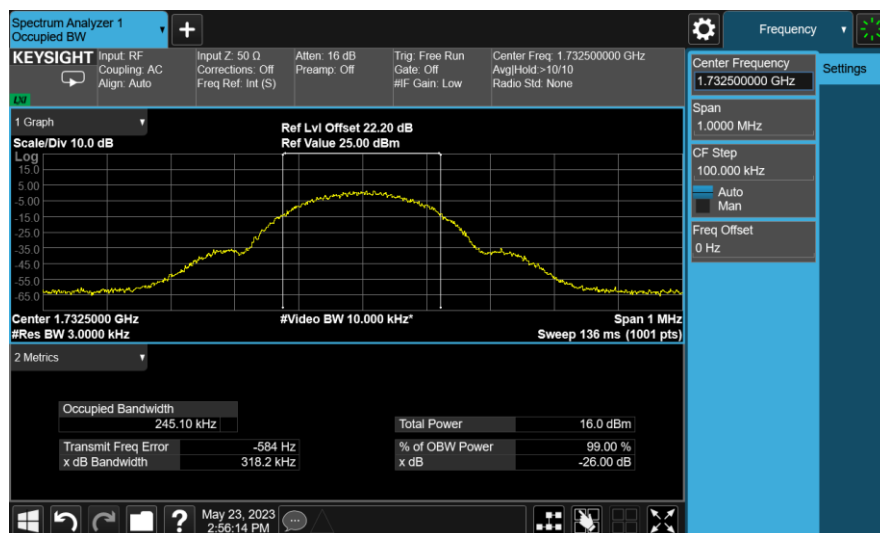 Spectrum Analyzer 1
Occupied BW
+
Frequency
KEYSIGHT
Input: RF
Coupling: AC
Align: Auto
Input Z: 50 Ω
Corrections: Off
Freq Ref: Int (S)
Atten: 16 dB
Preamp: Off
Trig: Free Run
Gate: Off
#IF Gain: Low
Center Freq: 1.732500000 GHz
Avg|Hold:>10/10
Radio Std: None
LXI
Center Frequency
1.732500000 GHz
Settings
Span
1.0000 MHz
CF Step
100.000 kHz
Auto
Man
Freq Offset
0 Hz
1 Graph
Scale/Div 10.0 dB
Ref Lvl Offset 22.20 dB
Ref Value 25.00 dBm
Log
15.0
5.00
-5.00
-15.0
-25.0
-35.0
-45.0
-55.0
-65.0
Center 1.7325000 GHz
#Video BW 10.000 kHz*
Span 1 MHz
#Res BW 3.0000 kHz
Sweep 136 ms (1001 pts)
2 Metrics
Occupied Bandwidth
245.10 kHz
Total Power 16.0 dBm
Transmit Freq Error -584 Hz
% of OBW Power 99.00 %
x dB Bandwidth 318.2 kHz
x dB -26.00 dB
?
May 23, 2023
2:56:14 PM